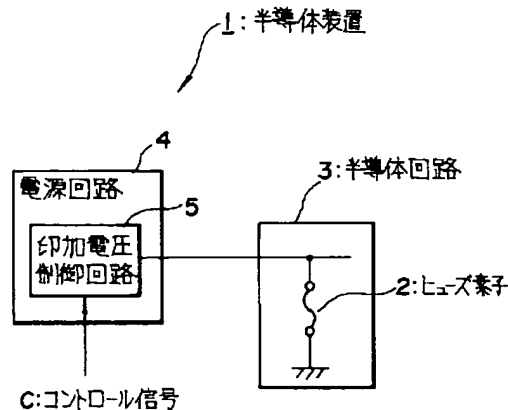 1:半導体装置
4
電源回路
5
印加電圧
制御回路
3:半導体回路
2:ヒューズ素子
C:コントロール信号